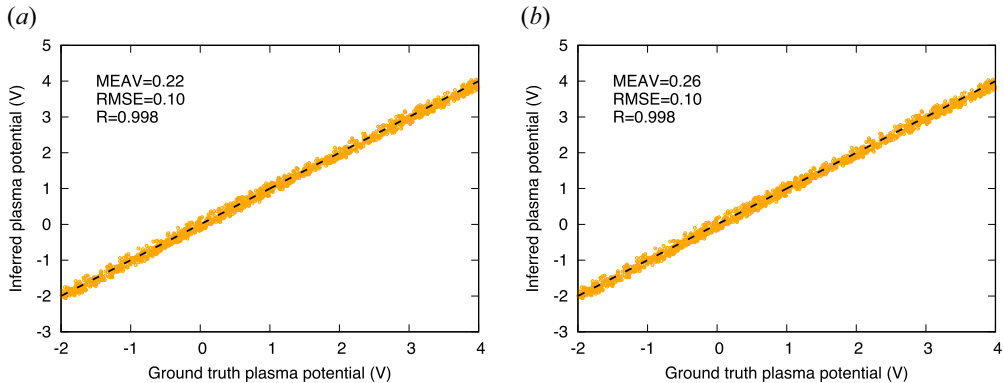 (a)
Inferred plasma potential (V)
5
4
3
2
1
0
-1
-2
-3
MEAV=0.22
RMSE=0.10
R=0.998
-2 -1 0 1 2 3 4
Ground truth plasma potential (V)
(b)
Inferred plasma potential (V)
5
4
3
2
1
0
-1
-2
-3
MEAV=0.26
RMSE=0.10
R=0.998
-2 -1 0 1 2 3 4
Ground truth plasma potential (V)